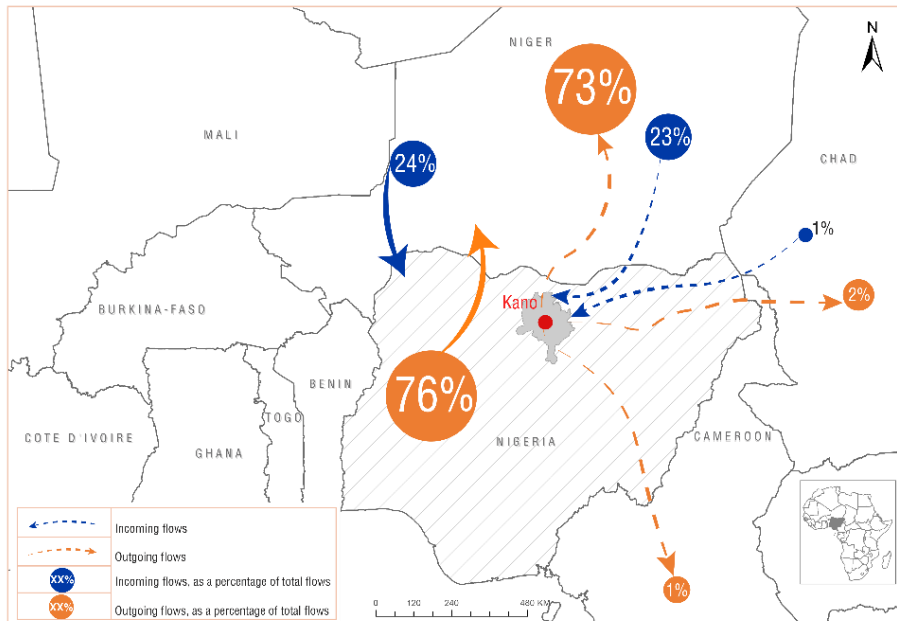 N
NIGER
73%
MALI
23%
24%
CHAD
1%
Kano
2%
BURKINA-FASO
76%
BENIN
TOGO
COTE D'IVOIRE
GHANA
NIGERIA
CAMEROON
1%
XX%
XX%
Incoming flows
Outgoing flows
Incoming flows, as a percentage of total flows
Outgoing flows, as a percentage of total flows
0 120 240 480 KM